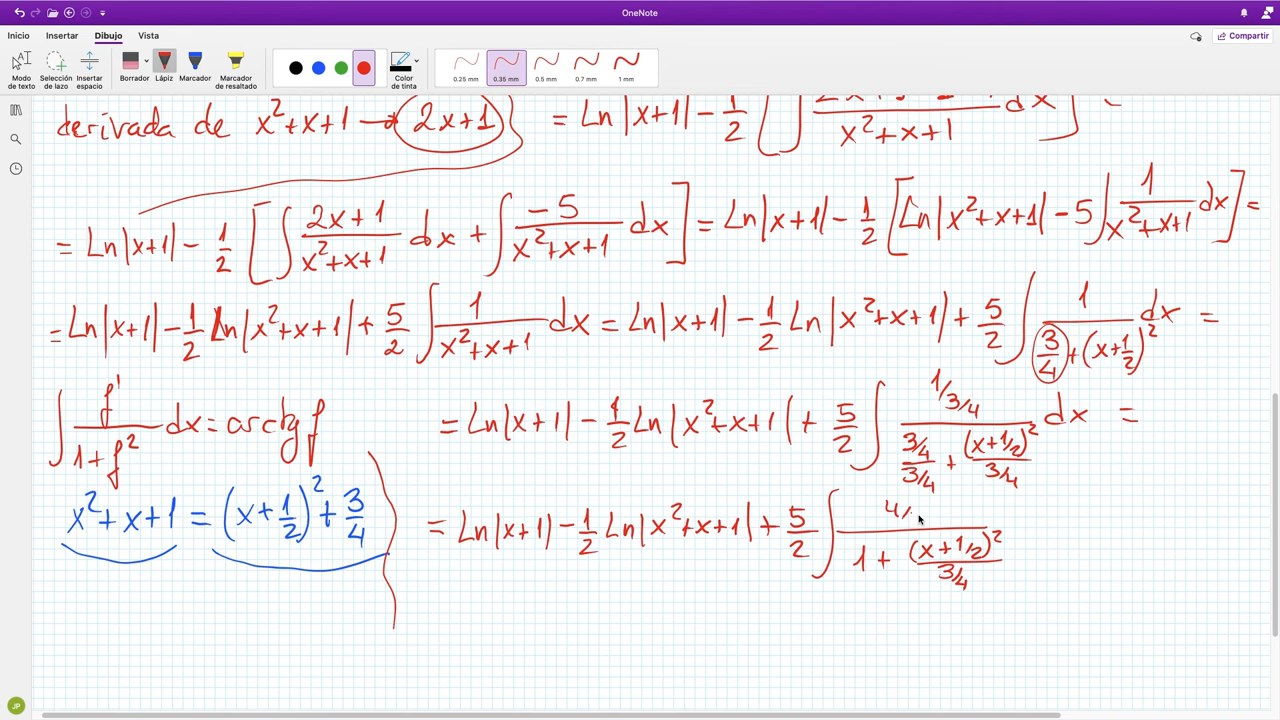 OneNote
Inicio Insertar Dibujo Vista
Compartir
Modo de texto
Selección de lazo
Insertar espacio
Borrador
Lápiz
Marcador
Marcador de resaltado
Color de tinta
0.25 mm 0.35 mm 0.5 mm 0.7 mm 1 mm
derivada de x²+x+1 → 2x+1 = Ln|x+1| - 1/2 [∫ / x²+x+1 dx]
= Ln|x+1| - 1/2 [∫ 2x+1/x²+x+1 dx + ∫ -5/x²+x+1 dx] = Ln|x+1| - 1/2 [Ln|x²+x+1| - 5∫ 1/x²+x+1 dx] =
= Ln|x+1| - 1/2 Ln|x²+x+1| + 5/2 ∫ 1/x²+x+1 dx = Ln|x+1| - 1/2 Ln|x²+x+1| + 5/2 ∫ 1/(3/4+(x+1/2)²) dx =
∫ f'/1+f² dx = arctg f
= Ln|x+1| - 1/2 Ln|x²+x+1| + 5/2 ∫ (1/3/4)/((3/4)/(3/4) + (x+1/2)²/(3/4)) dx =
x²+x+1 = (x+1/2)² + 3/4
= Ln|x+1| - 1/2 Ln|x²+x+1| + 5/2 ∫ 4/ /(1 + (x+1/2)²/(3/4))
JP